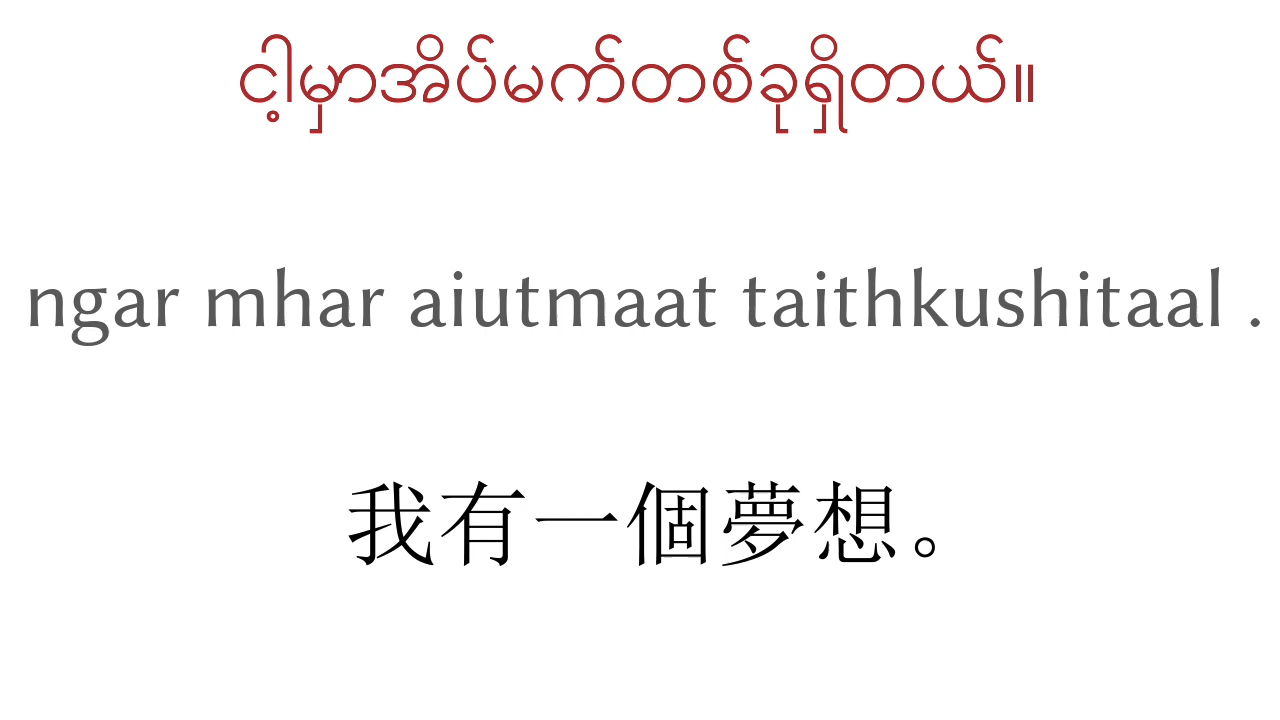 ငါ့မှာအိပ်မက်တစ်ခုရှိတယ်။
ngar mhar aiutmaat taithkushitaal .
我有一個夢想。